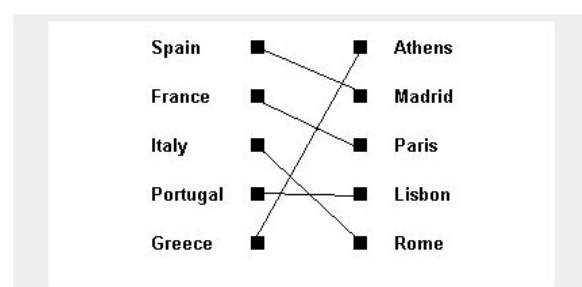 Spain Athens
France Madrid
Italy Paris
Portugal Lisbon
Greece Rome